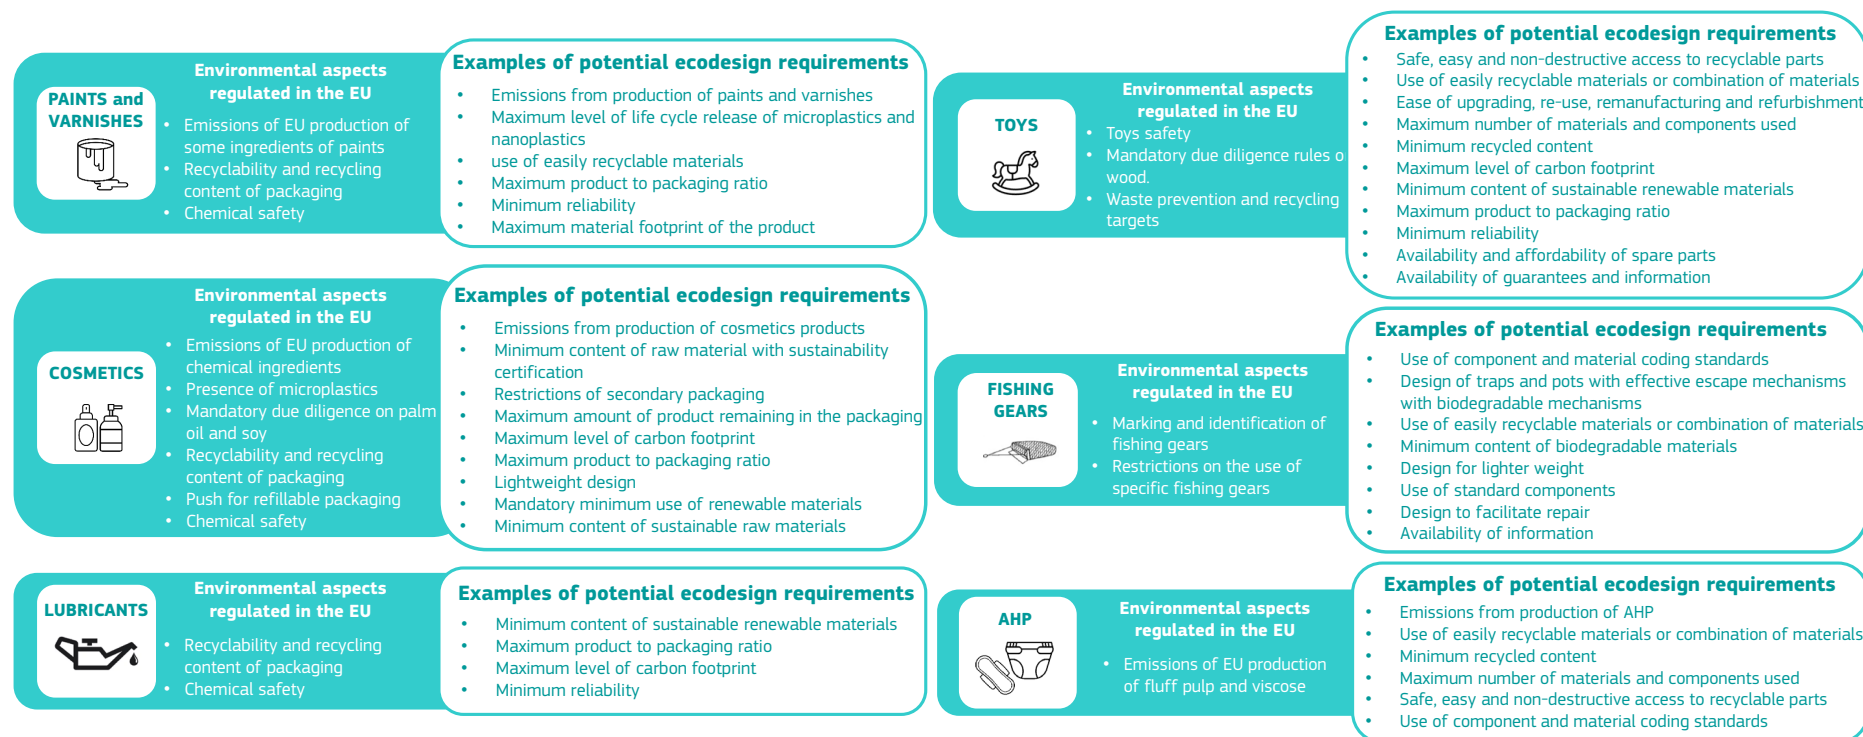 PAINTS and
VARNISHES
Environmental aspects
regulated in the EU
• Emissions of EU production of
some ingredients of paints
• Recyclability and recycling
content of packaging
• Chemical safety
Examples of potential ecodesign requirements
• Emissions from production of paints and varnishes
• Maximum level of life cycle release of microplastics and
nanoplastics
• use of easily recyclable materials
• Maximum product to packaging ratio
• Minimum reliability
• Maximum material footprint of the product
COSMETICS
Environmental aspects
regulated in the EU
• Emissions of EU production of
chemical ingredients
• Presence of microplastics
• Mandatory due diligence on palm
oil and soy
• Recyclability and recycling
content of packaging
• Push for refillable packaging
• Chemical safety
Examples of potential ecodesign requirements
• Emissions from production of cosmetics products
• Minimum content of raw material with sustainability
certification
• Restrictions of secondary packaging
• Maximum amount of product remaining in the packaging
• Maximum level of carbon footprint
• Maximum product to packaging ratio
• Lightweight design
• Mandatory minimum use of renewable materials
• Minimum content of sustainable raw materials
LUBRICANTS
Environmental aspects
regulated in the EU
• Recyclability and recycling
content of packaging
• Chemical safety
Examples of potential ecodesign requirements
• Minimum content of sustainable renewable materials
• Maximum product to packaging ratio
• Maximum level of carbon footprint
• Minimum reliability
TOYS
Environmental aspects
regulated in the EU
• Toys safety
• Mandatory due diligence rules o
wood.
• Waste prevention and recycling
targets
Examples of potential ecodesign requirements
• Safe, easy and non-destructive access to recyclable parts
• Use of easily recyclable materials or combination of materials
• Ease of upgrading, re-use, remanufacturing and refurbishment
• Maximum number of materials and components used
• Minimum recycled content
• Maximum level of carbon footprint
• Minimum content of sustainable renewable materials
• Maximum product to packaging ratio
• Minimum reliability
• Availability and affordability of spare parts
• Availability of guarantees and information
FISHING
GEARS
Environmental aspects
regulated in the EU
• Marking and identification of
fishing gears
• Restrictions on the use of
specific fishing gears
Examples of potential ecodesign requirements
• Use of component and material coding standards
• Design of traps and pots with effective escape mechanisms
with biodegradable mechanisms
• Use of easily recyclable materials or combination of materials
• Minimum content of biodegradable materials
• Design for lighter weight
• Use of standard components
• Design to facilitate repair
• Availability of information
AHP
Environmental aspects
regulated in the EU
• Emissions of EU production
of fluff pulp and viscose
Examples of potential ecodesign requirements
• Emissions from production of AHP
• Use of easily recyclable materials or combination of materials
• Minimum recycled content
• Maximum number of materials and components used
• Safe, easy and non-destructive access to recyclable parts
• Use of component and material coding standards